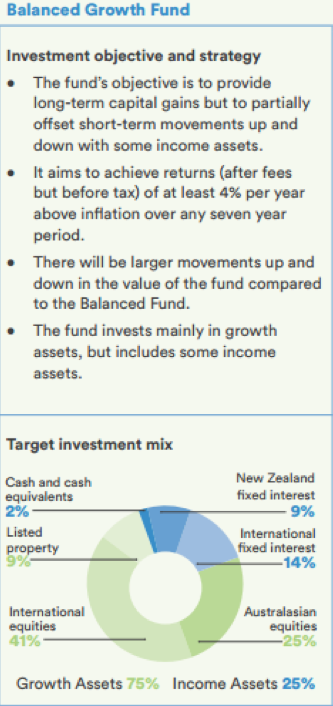 Balanced Growth Fund
Investment objective and strategy
• The fund's objective is to provide
long-term capital gains but to partially
offset short-term movements up and
down with some income assets.
• It aims to achieve returns (after fees
but before tax) of at least 4% per year
above inflation over any seven year
period.
• There will be larger movements up and
down in the value of the fund compared
to the Balanced Fund.
• The fund invests mainly in growth
assets, but includes some income
assets.
Target investment mix
Cash and cash
equivalents
2%
New Zealand
fixed interest
9%
Listed
property
9%
International
fixed interest
14%
International
equities
41%
Australasian
equities
25%
Growth Assets 75% Income Assets 25%